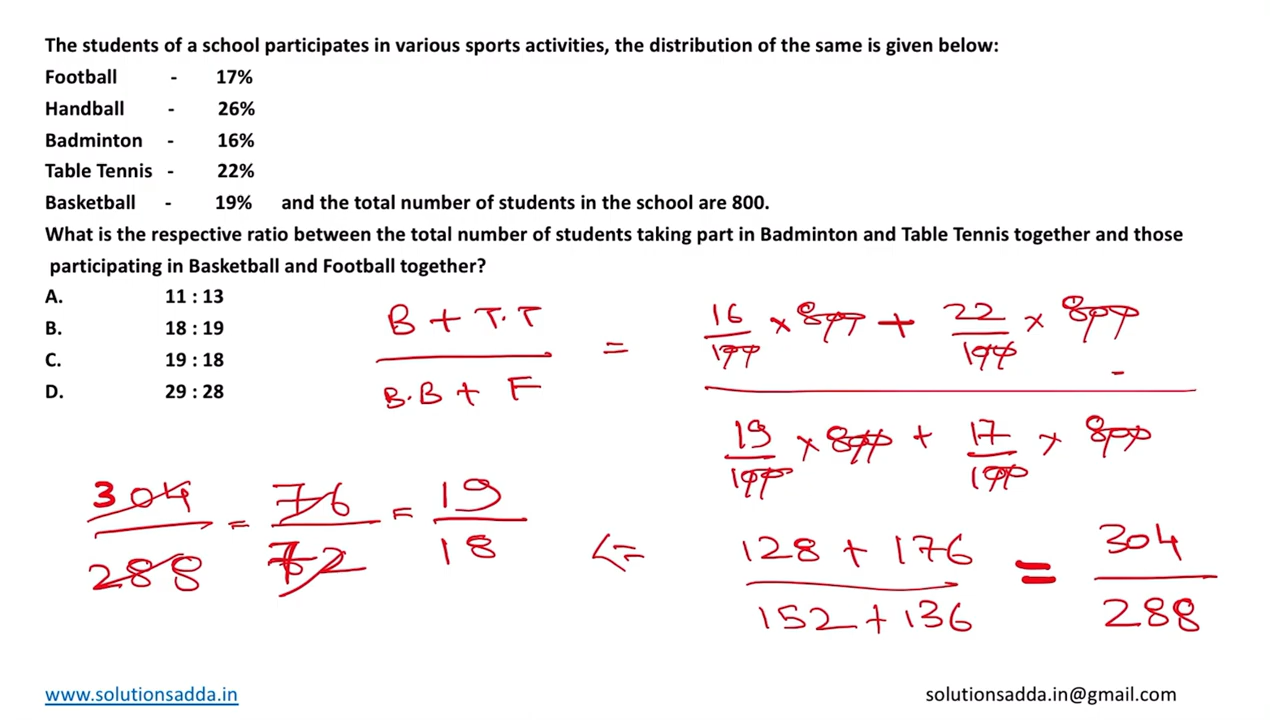 The students of a school participates in various sports activities, the distribution of the same is given below:
Football - 17%
Handball - 26%
Badminton - 16%
Table Tennis - 22%
Basketball - 19% and the total number of students in the school are 800.
What is the respective ratio between the total number of students taking part in Badminton and Table Tennis together and those
participating in Basketball and Football together?
A. 11 : 13
B. 18 : 19
C. 19 : 18
D. 29 : 28
B + T.T / B.B + F = 16/100 × 800 + 22/100 × 800 / 19/100 × 800 + 17/100 × 800
304/288 = 76/72 = 19/18 <= 128 + 176 / 152 + 136 = 304/288
www.solutionsadda.in solutionsadda.in@gmail.com